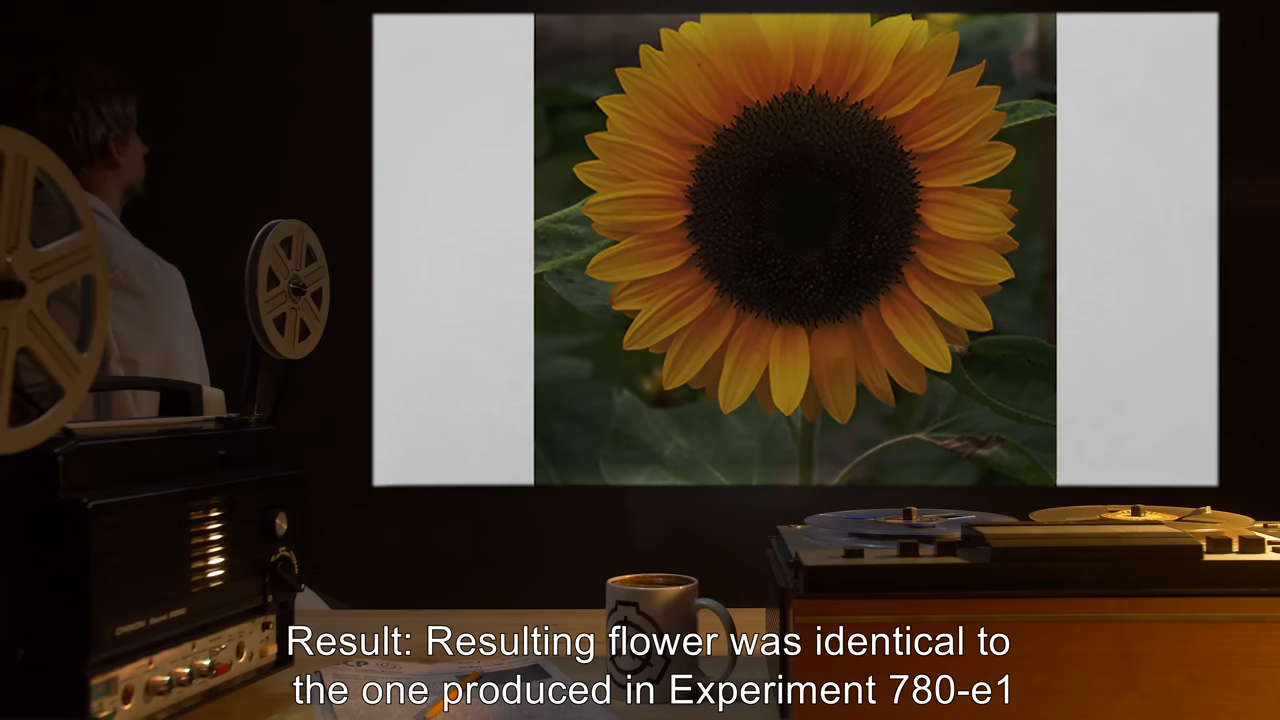 Result: Resulting flower was identical to
the one produced in Experiment 780-e1